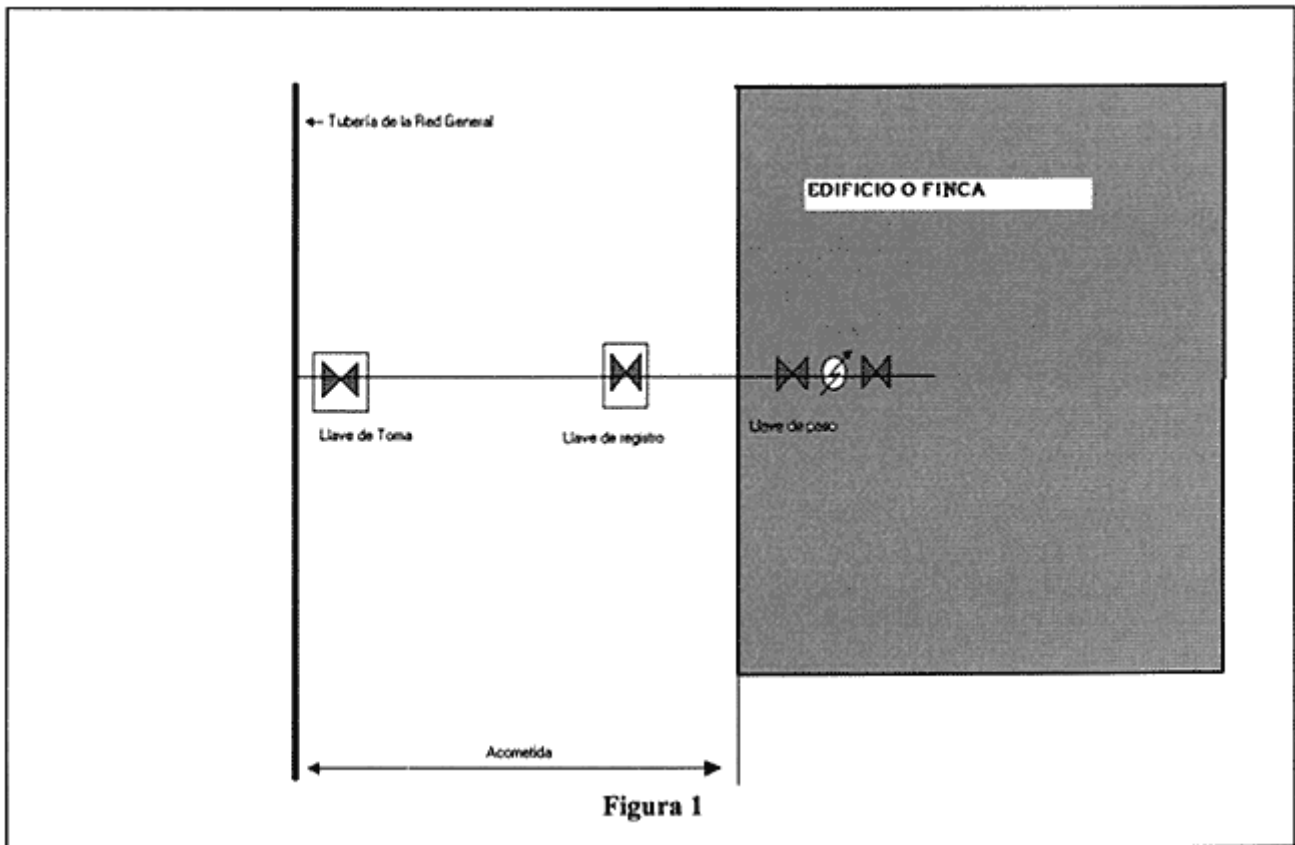 ← Tubería de la Red General
EDIFICIO O FINCA
Llave de Toma
Llave de registro
Llave de paso
Acometida
Figura 1